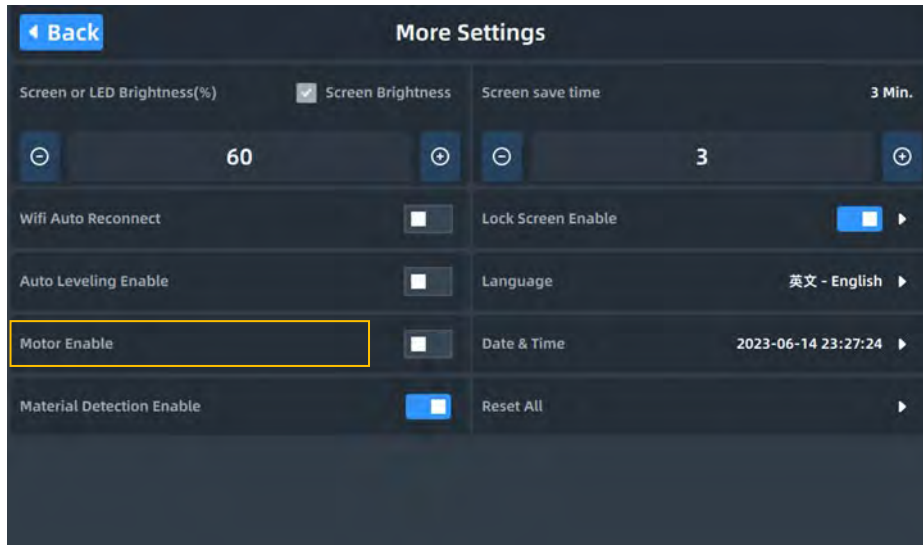 Back
More Settings
Screen or LED Brightness(%)
Screen Brightness
Screen save time
3 Min.
60
3
Wifi Auto Reconnect
Lock Screen Enable
Auto Leveling Enable
Language
英文 - English
Motor Enable
Date & Time
2023-06-14 23:27:24
Material Detection Enable
Reset All